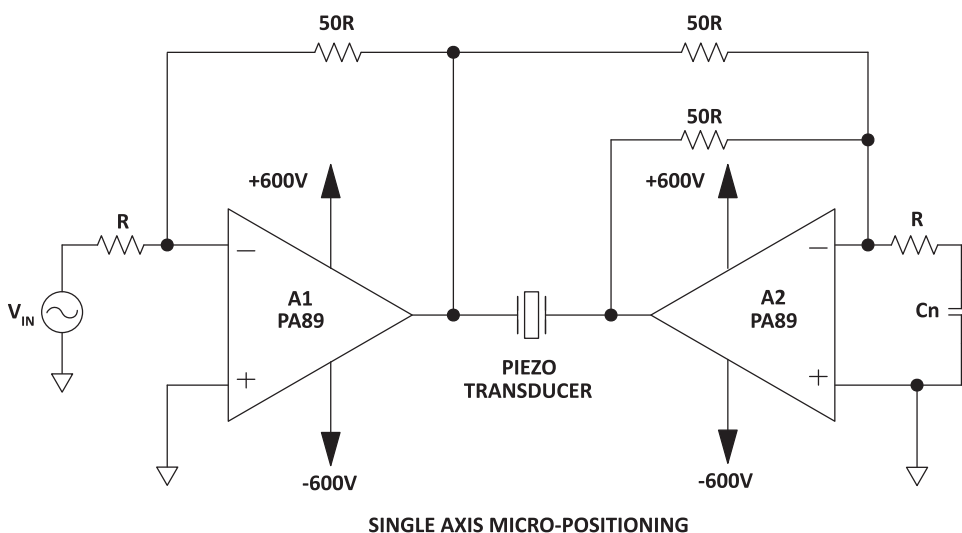 50R
50R
50R
+600V
+600V
R
R
−
−
A1
PA89
A2
PA89
V_IN
Cn
+
+
PIEZO
TRANSDUCER
-600V
-600V
SINGLE AXIS MICRO-POSITIONING